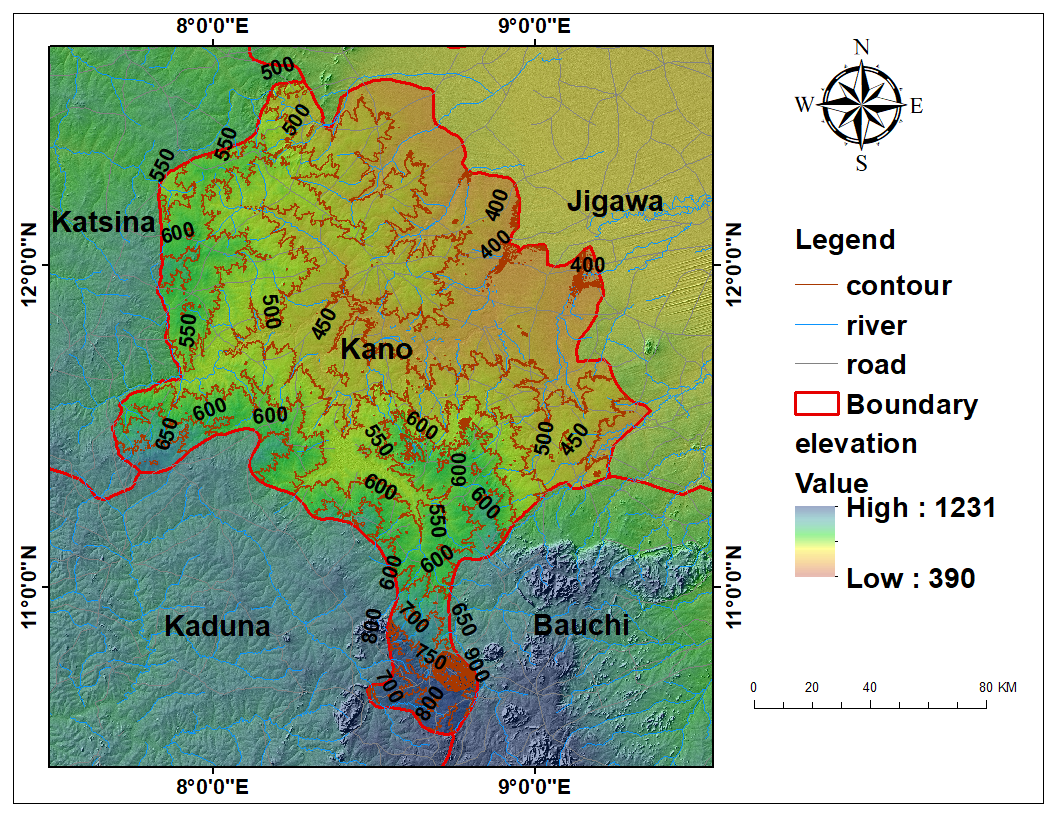 8°0'0"E
9°0'0"E
500
500
550
550
Katsina
600
Jigawa
400
400
400
12°0'0"N
12°0'0"N
550
500
450
Kano
600
600
650
550
600
500
450
600
600
600
550
600
600
11°0'0"N
11°0'0"N
Kaduna
800
700
650
Bauchi
750
900
700
800
8°0'0"E
9°0'0"E
N
W
E
S
Legend
contour
river
road
Boundary
elevation
Value
High : 1231
Low : 390
0 20 40 80 KM